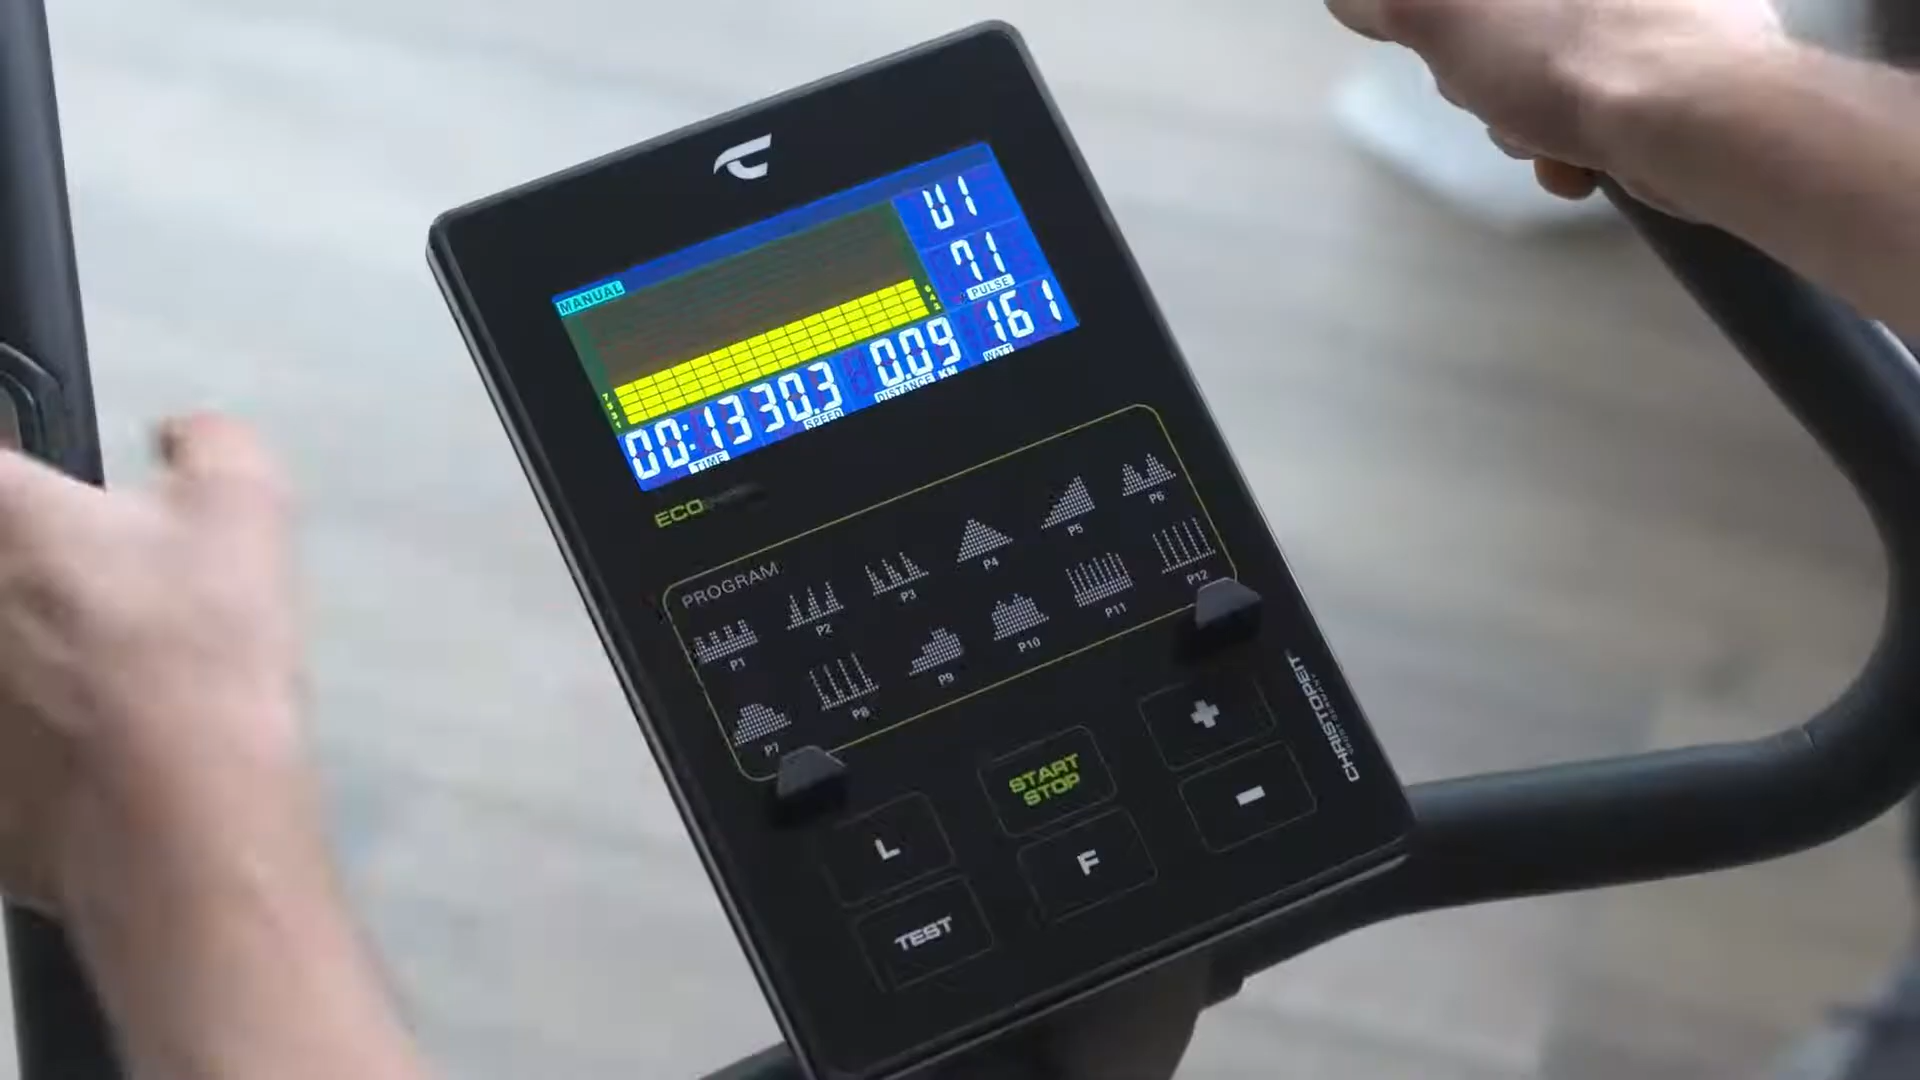 MANUAL
U1
71
PULSE
161
WATT
0.09
DISTANCE KM
30.3
SPEED
00:13
TIME
ECO
PROGRAM
P1
P2
P3
P4
P5
P6
P7
P8
P9
P10
P11
P12
L
START
STOP
+
-
TEST
F
CHRISTOPEIT